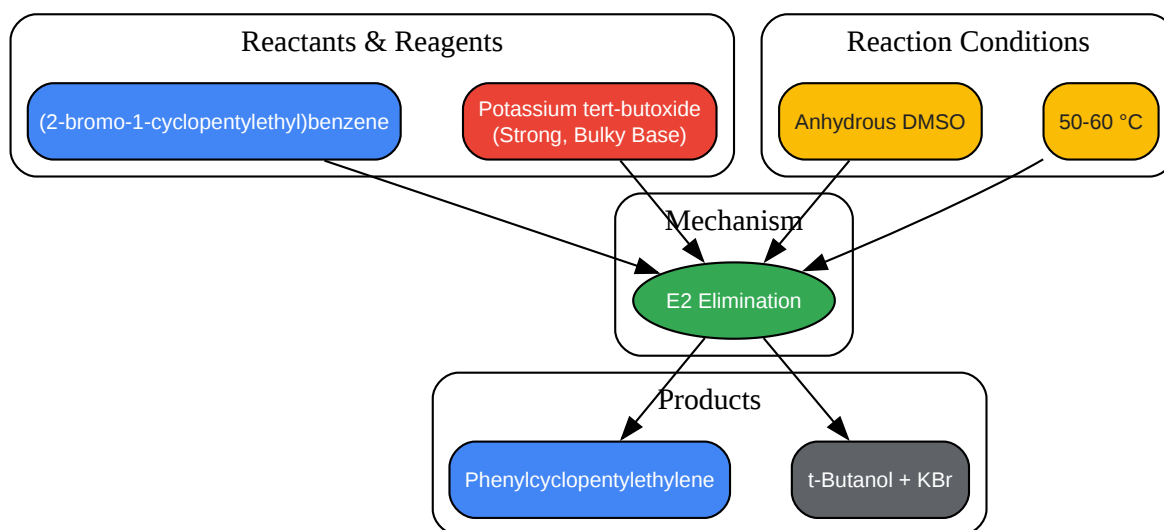 Reactants & Reagents
Reaction Conditions
(2-bromo-1-cyclopentylethyl)benzene
Potassium tert-butoxide
(Strong, Bulky Base)
Anhydrous DMSO
50-60 °C
Mechanism
E2 Elimination
Products
Phenylcyclopentylethylene
t-Butanol + KBr